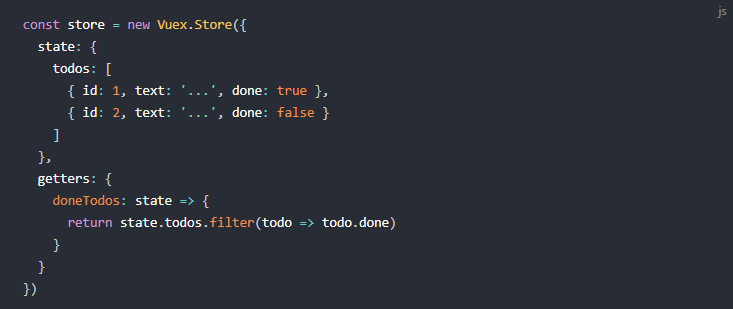 js
const store = new Vuex.Store({
  state: {
    todos: [
      { id: 1, text: '...', done: true },
      { id: 2, text: '...', done: false }
    ]
  },
  getters: {
    doneTodos: state => {
      return state.todos.filter(todo => todo.done)
    }
  }
})